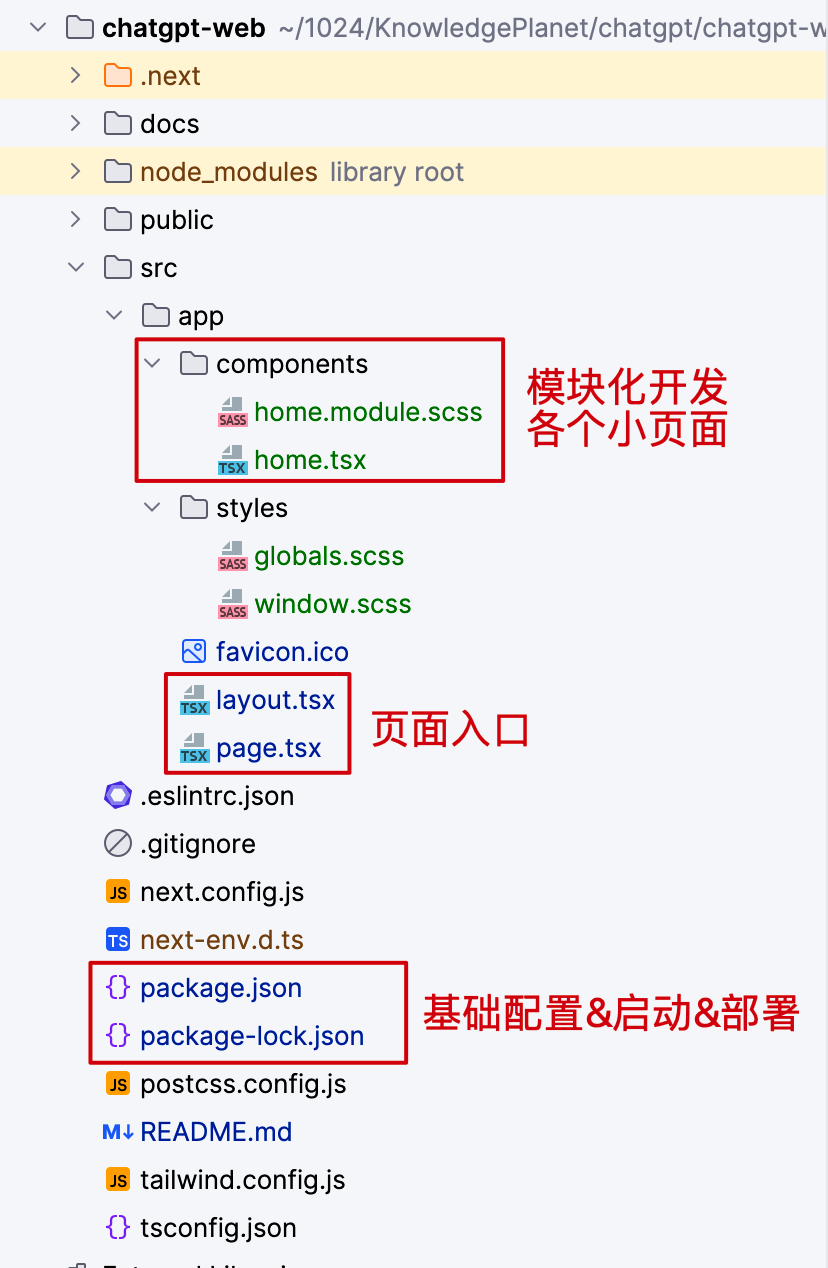 chatgpt-web ~/1024/KnowledgePlanet/chatgpt/chatgpt-w
.next
docs
node_modules library root
public
src
app
components
模块化开发
各个小页面
SASS home.module.scss
TSX home.tsx
styles
SASS globals.scss
SASS window.scss
favicon.ico
TSX layout.tsx
页面入口
TSX page.tsx
.eslintrc.json
.gitignore
JS next.config.js
TS next-env.d.ts
{} package.json
基础配置&启动&部署
{} package-lock.json
JS postcss.config.js
M↓ README.md
JS tailwind.config.js
{} tsconfig.json